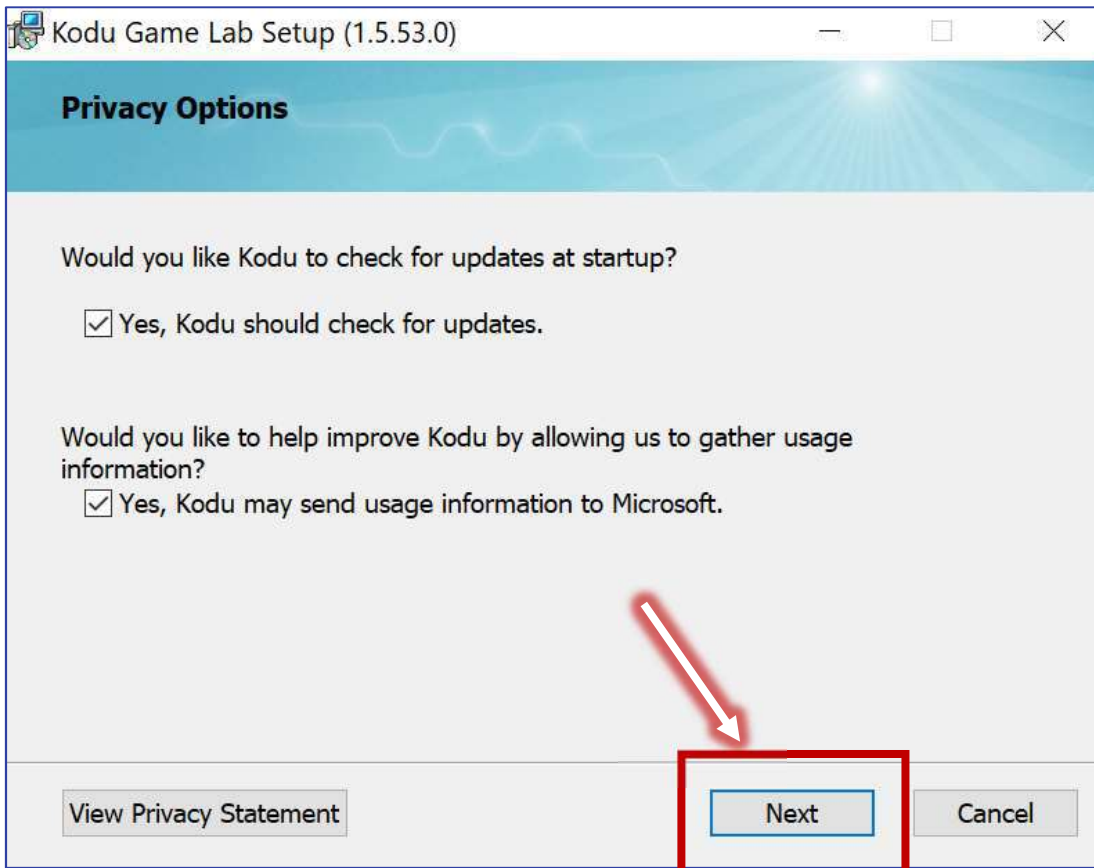 Kodu Game Lab Setup (1.5.53.0)
Privacy Options
Would you like Kodu to check for updates at startup?
Yes, Kodu should check for updates.
Would you like to help improve Kodu by allowing us to gather usage
information?
Yes, Kodu may send usage information to Microsoft.
View Privacy Statement
Next
Cancel